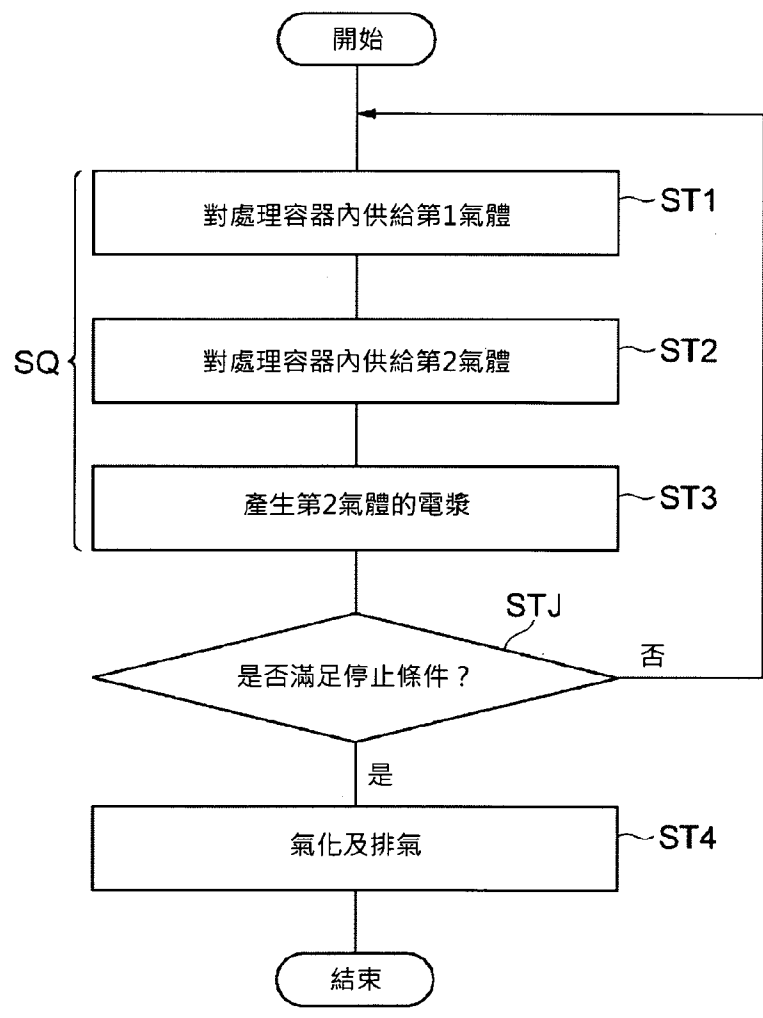 開始
對處理容器內供給第1氣體
ST1
SQ
對處理容器內供給第2氣體
ST2
產生第2氣體的電漿
ST3
STJ
是否滿足停止條件？
否
是
氣化及排氣
ST4
結束